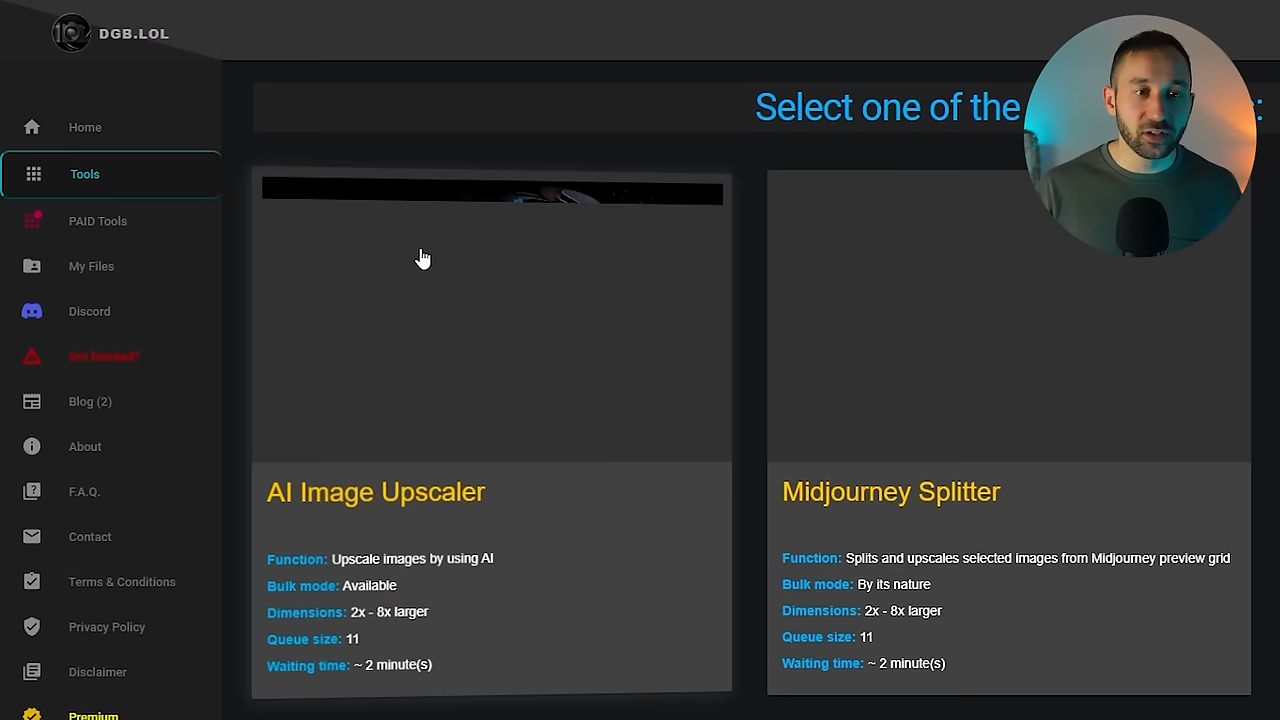 DGB.LOL
Home
Tools
PAID Tools
My Files
Discord
Got blocked?
Blog (2)
About
F.A.Q.
Contact
Terms & Conditions
Privacy Policy
Disclaimer
Premium
Select one of the :
AI Image Upscaler
Function: Upscale images by using AI
Bulk mode: Available
Dimensions: 2x - 8x larger
Queue size: 11
Waiting time: ~ 2 minute(s)
Midjourney Splitter
Function: Splits and upscales selected images from Midjourney preview grid
Bulk mode: By its nature
Dimensions: 2x - 8x larger
Queue size: 11
Waiting time: ~ 2 minute(s)